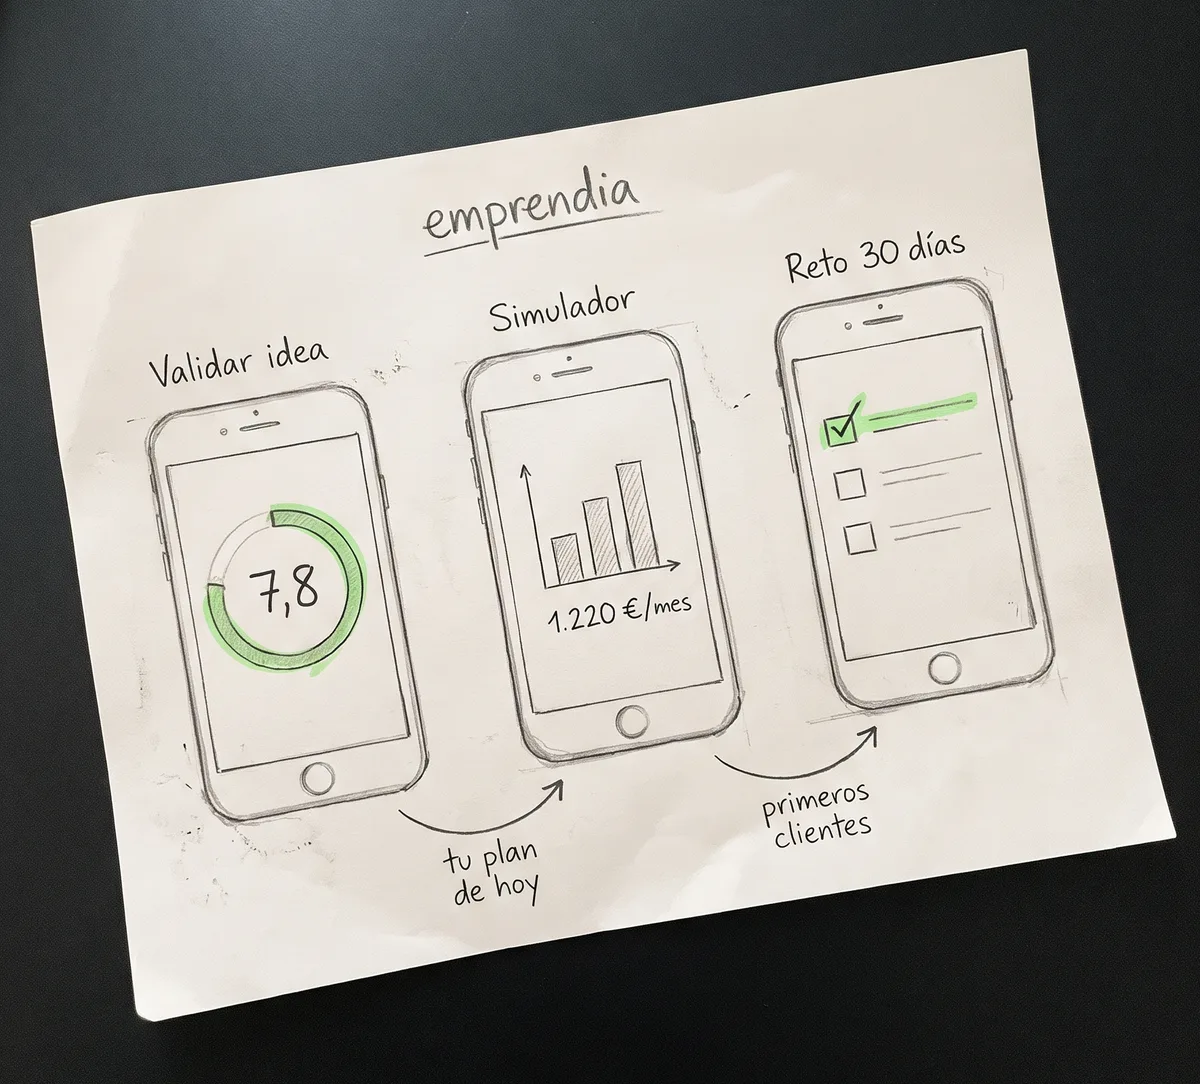 emprendia
Validar idea
7,8
Simulador
1.220 €/mes
Reto 30 días
tu plan
de hoy
primeros
clientes